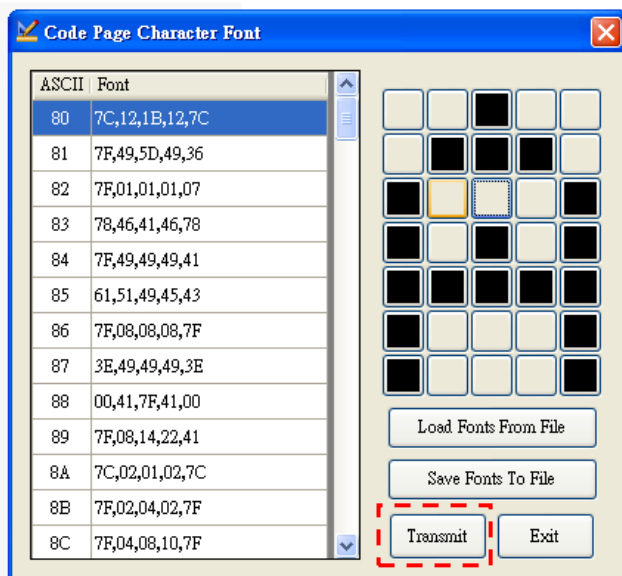 Code Page Character Font
ASCII Font
80 7C,12,1B,12,7C
81 7F,49,5D,49,36
82 7F,01,01,01,07
83 78,46,41,46,78
84 7F,49,49,49,41
85 61,51,49,45,43
86 7F,08,08,08,7F
87 3E,49,49,49,3E
88 00,41,7F,41,00
89 7F,08,14,22,41
8A 7C,02,01,02,7C
8B 7F,02,04,02,7F
8C 7F,04,08,10,7F
Load Fonts From File
Save Fonts To File
Transmit Exit